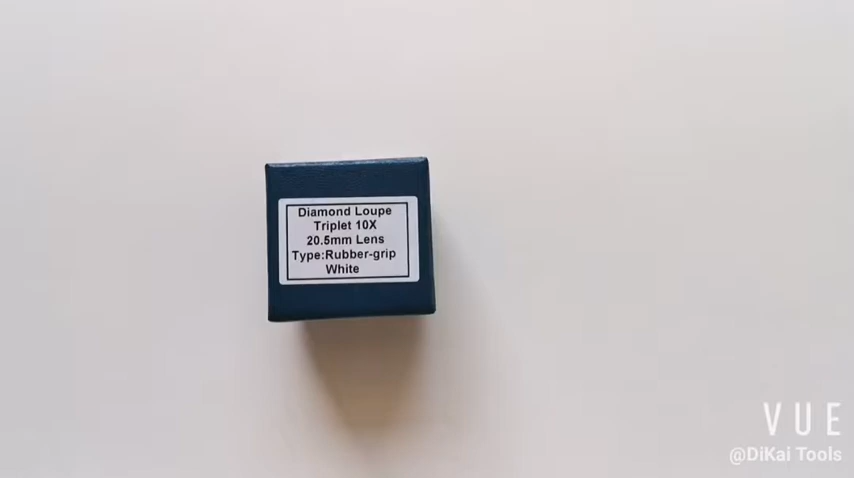 Diamond Loupe
Triplet 10X
20.5mm Lens
Type:Rubber-grip
White
VUE
@DiKai Tools